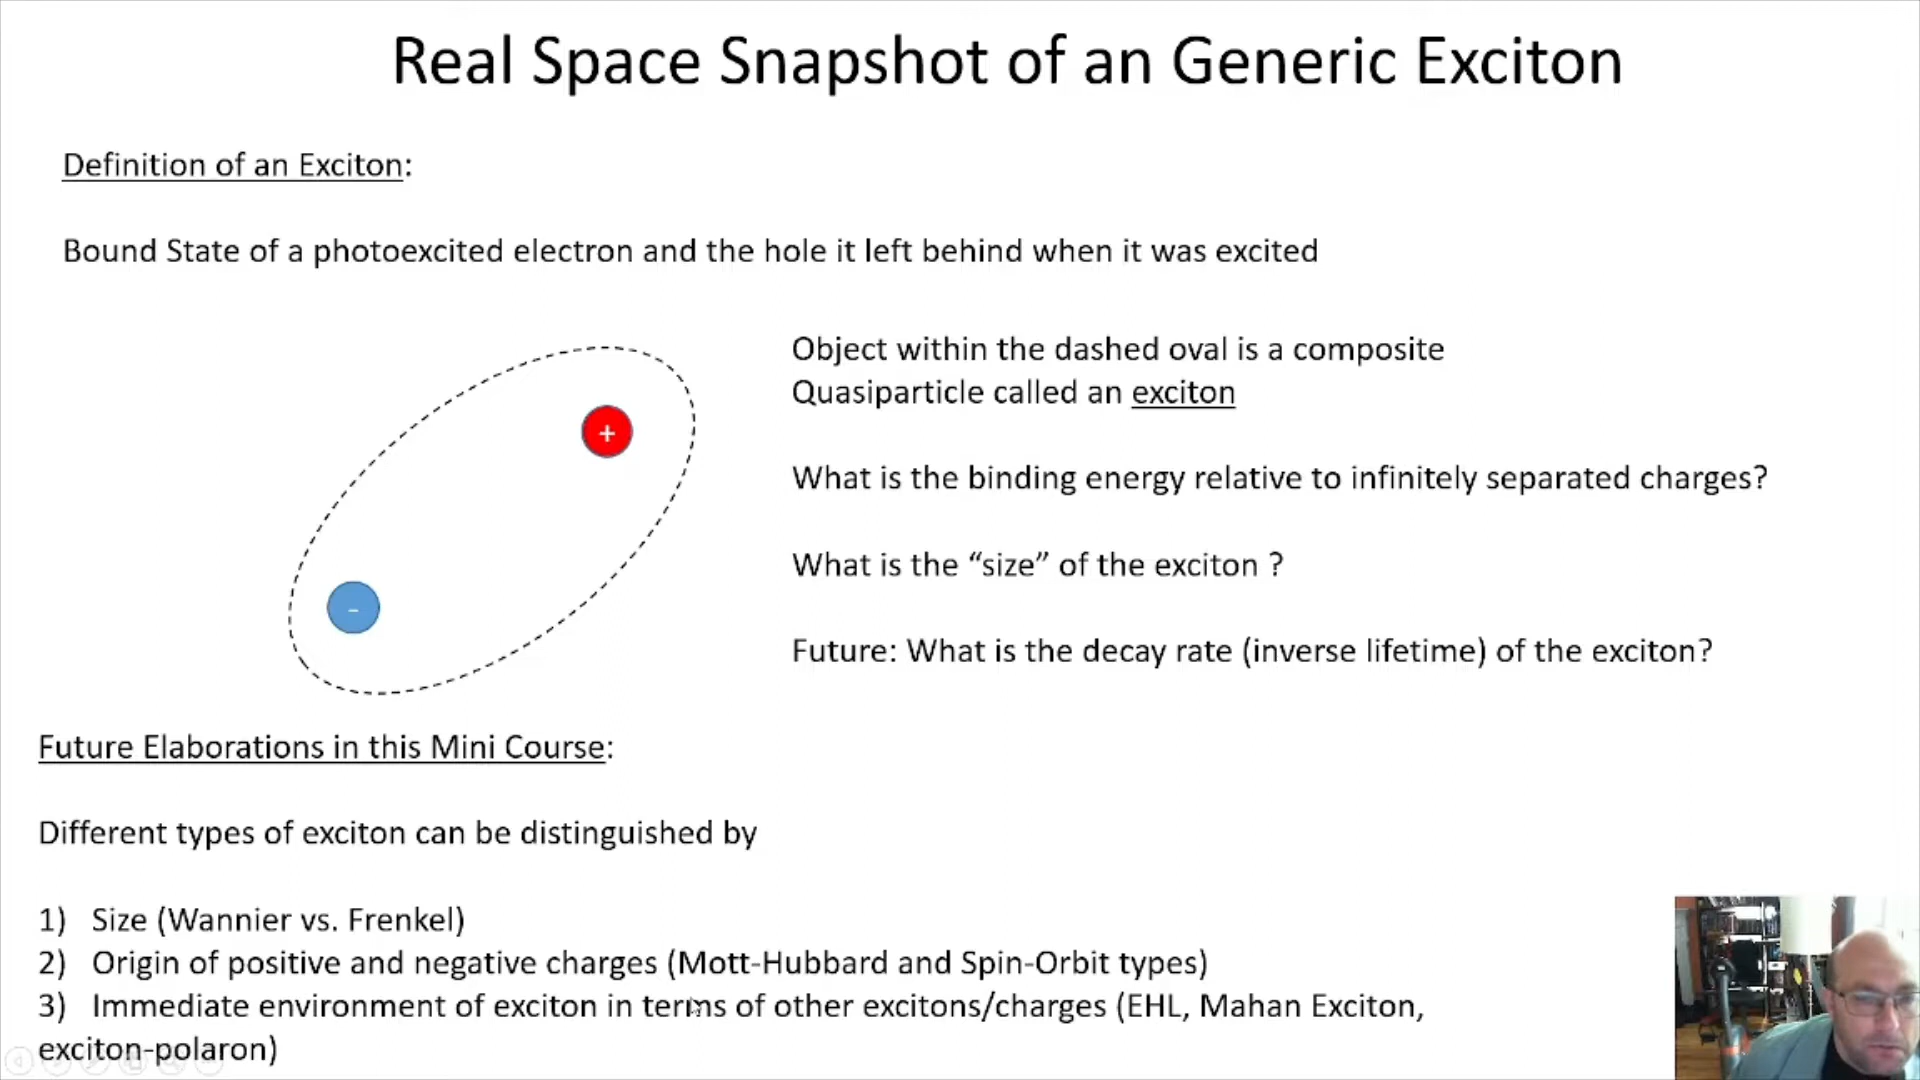 Real Space Snapshot of an Generic Exciton
Definition of an Exciton:
Bound State of a photoexcited electron and the hole it left behind when it was excited
Object within the dashed oval is a composite
Quasiparticle called an exciton
+
What is the binding energy relative to infinitely separated charges?
What is the “size” of the exciton ?
-
Future: What is the decay rate (inverse lifetime) of the exciton?
Future Elaborations in this Mini Course:
Different types of exciton can be distinguished by
1) Size (Wannier vs. Frenkel)
2) Origin of positive and negative charges (Mott-Hubbard and Spin-Orbit types)
3) Immediate environment of exciton in terms of other excitons/charges (EHL, Mahan Exciton,
exciton-polaron)